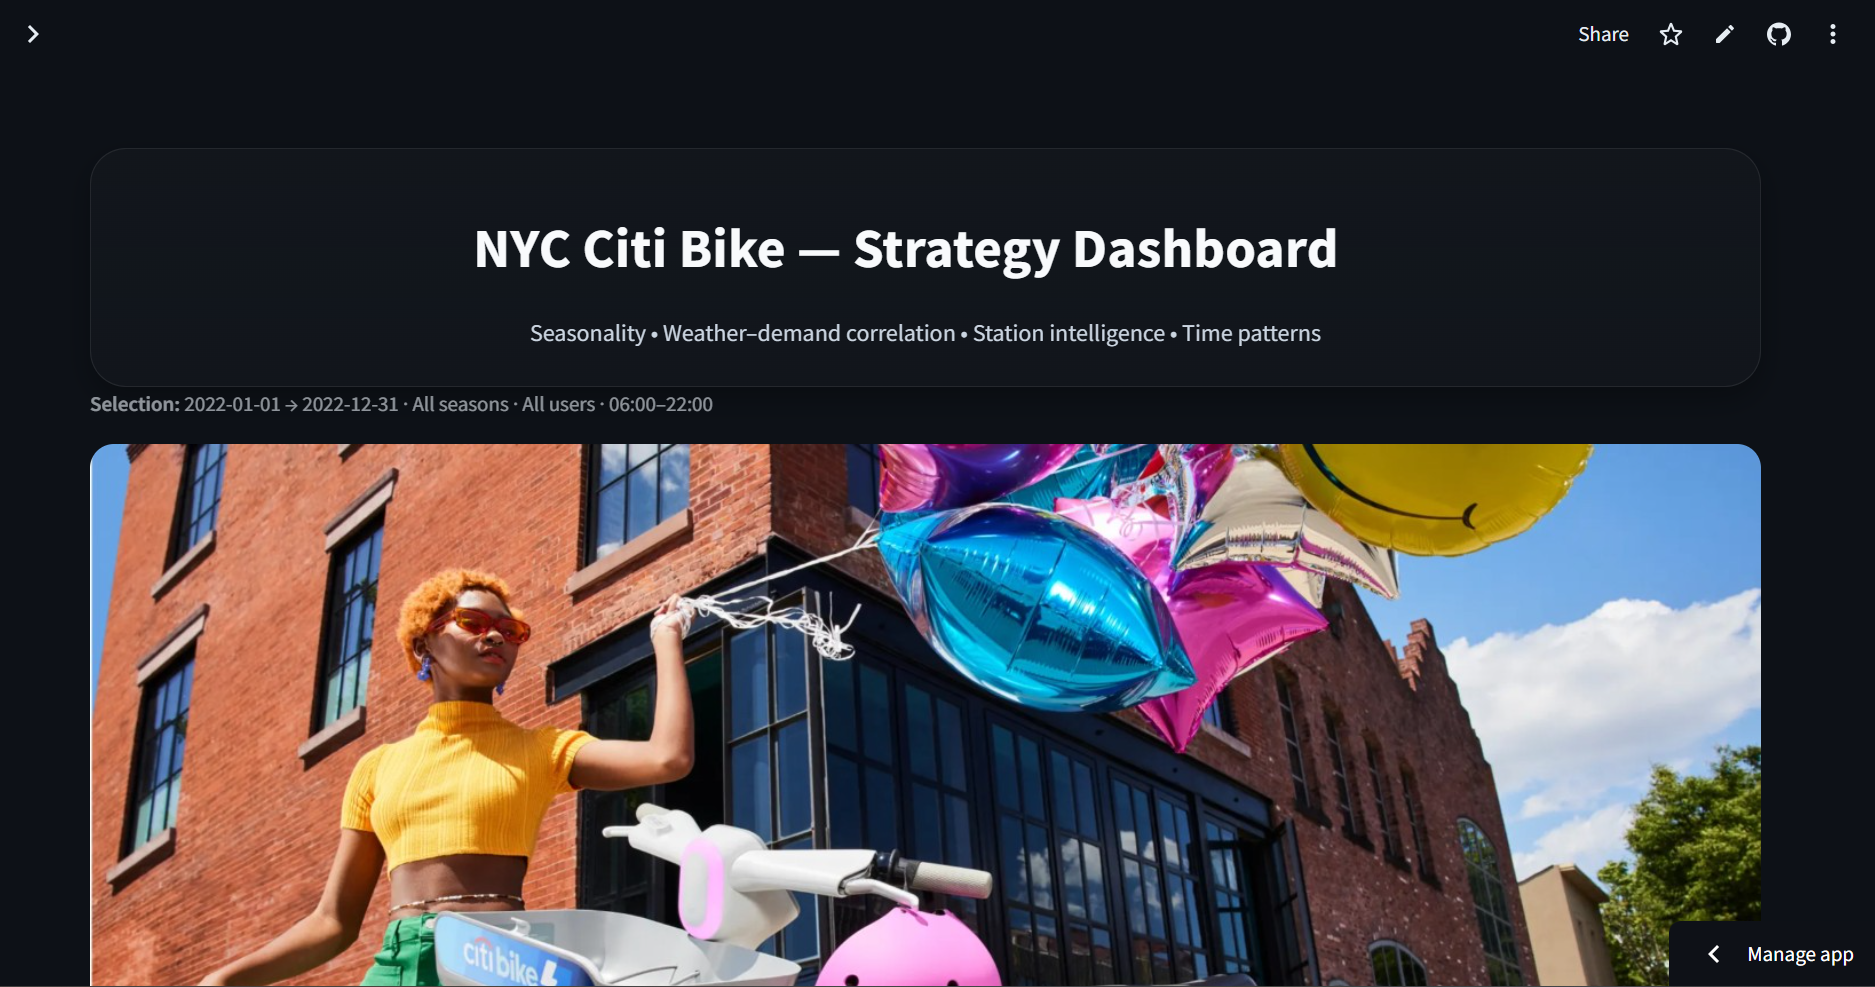 Share
NYC Citi Bike — Strategy Dashboard
Seasonality • Weather–demand correlation • Station intelligence • Time patterns
Selection: 2022-01-01 → 2022-12-31 · All seasons · All users · 06:00–22:00
citi bike
Manage app